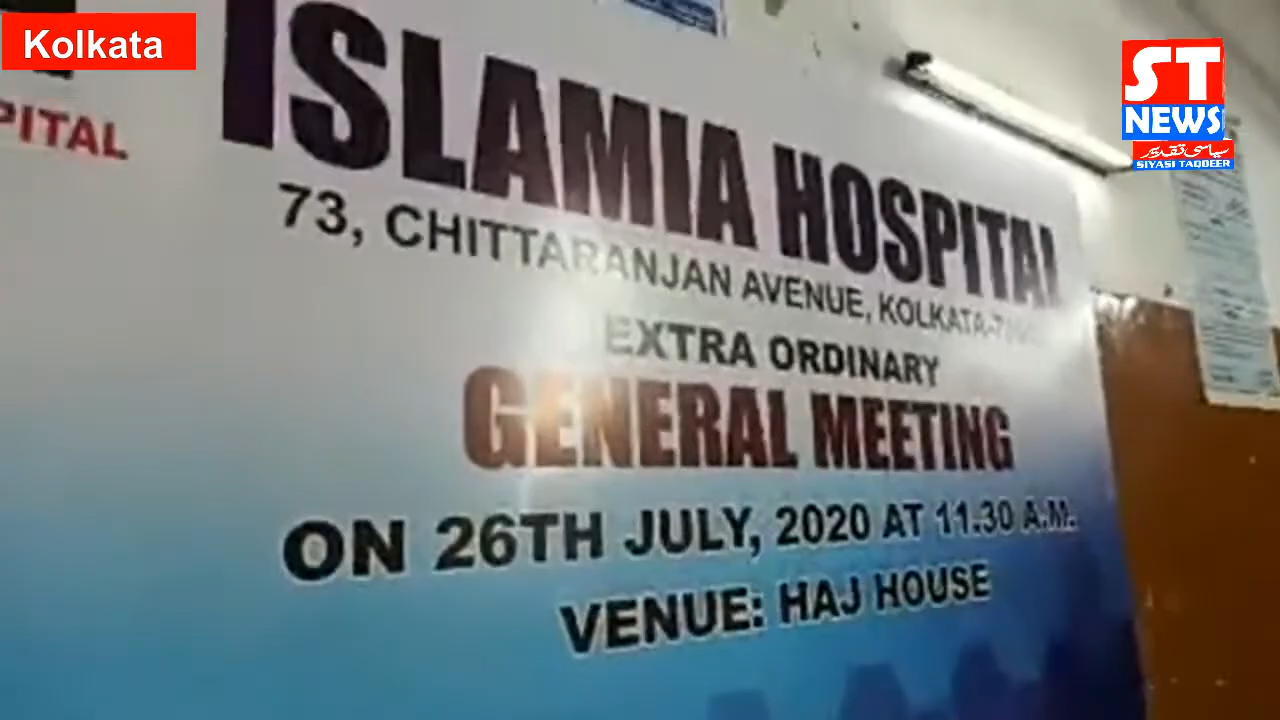 Kolkata
PITAL
ISLAMIA HOSPITAL
73, CHITTARANJAN AVENUE, KOLKATA-7
EXTRA ORDINARY
GENERAL MEETING
ON 26TH JULY, 2020 AT 11.30 A.M.
VENUE: HAJ HOUSE
ST
NEWS
سیاسی تقدیر
SIYASI TAQDEER